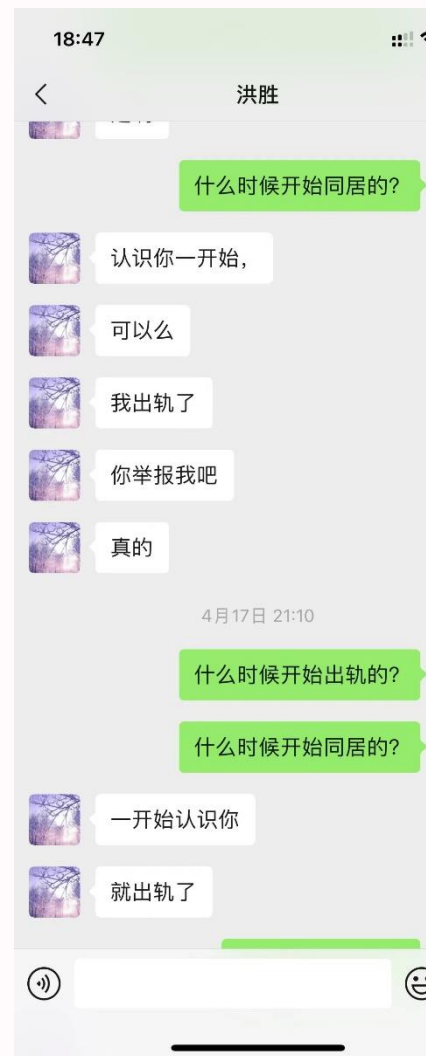 18:47
洪胜
什么时候开始同居的?
认识你一开始,
可以么
我出轨了
你举报我吧
真的
4月17日 21:10
什么时候开始出轨的?
什么时候开始同居的?
一开始认识你
就出轨了